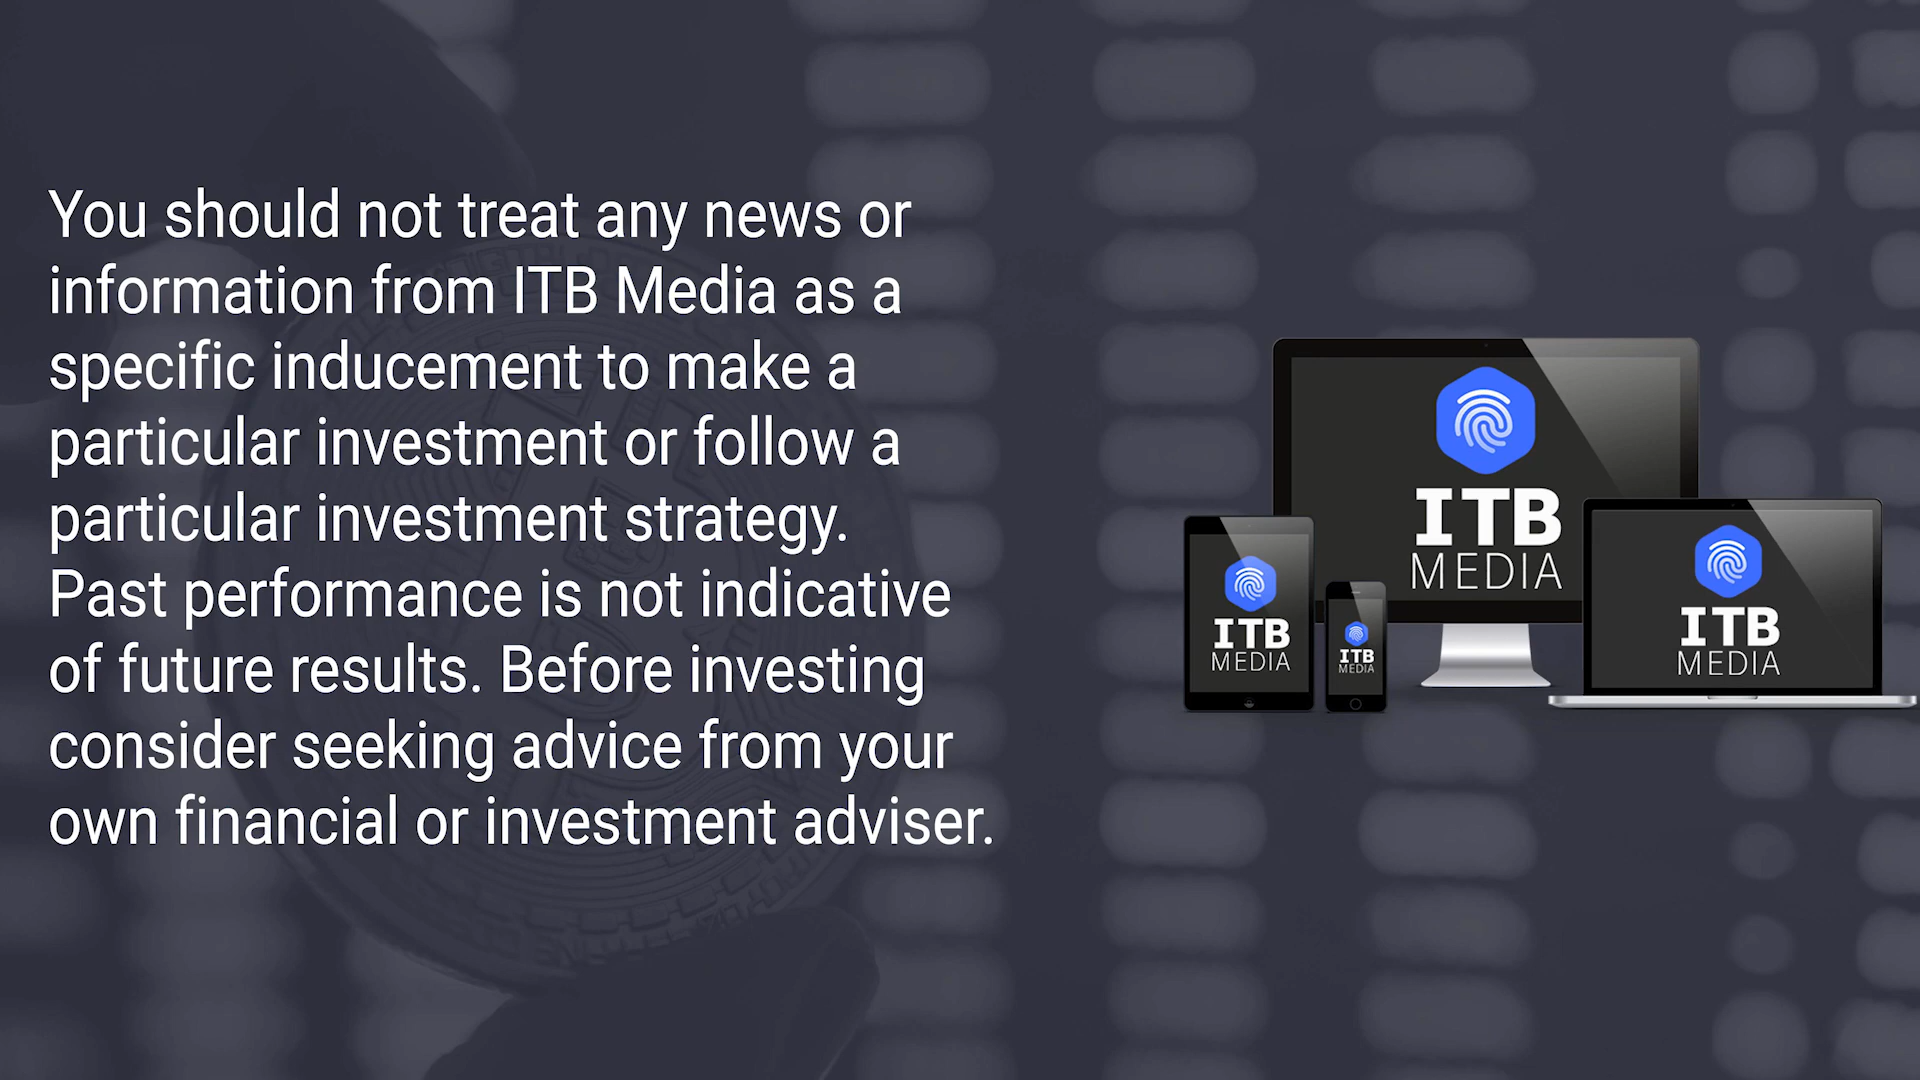 You should not treat any news or
information from ITB Media as a
specific inducement to make a
particular investment or follow a
particular investment strategy.
Past performance is not indicative
of future results. Before investing
consider seeking advice from your
own financial or investment adviser.
ITB
MEDIA
ITB
MEDIA
ITB
MEDIA
ITB
MEDIA